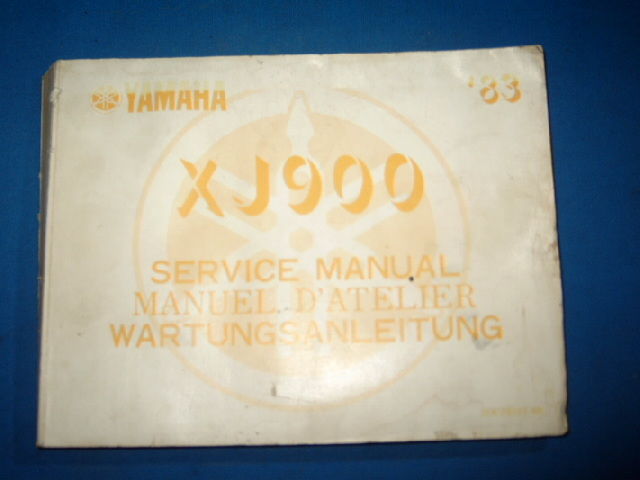 YAMAHA '83
XJ900
SERVICE MANUAL
MANUEL D'ATELIER
WARTUNGSANLEITUNG